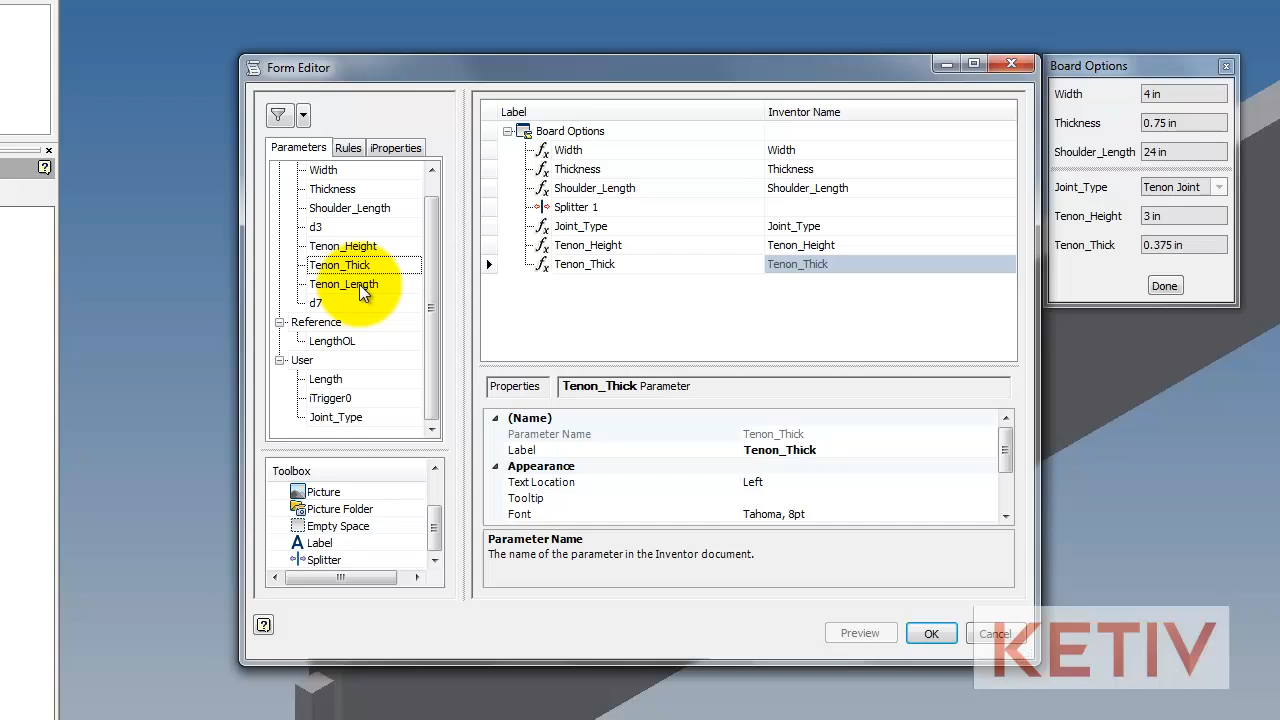 Form Editor
Parameters Rules iProperties
Width
Thickness
Shoulder_Length
d3
Tenon_Height
Tenon_Thick
Tenon_Length
d7
Reference
LengthOL
User
Length
iTrigger0
Joint_Type
Toolbox
Picture
Picture Folder
Empty Space
A Label
Splitter
Label Inventor Name
Board Options
Width Width
Thickness Thickness
Shoulder_Length Shoulder_Length
Splitter 1
Joint_Type Joint_Type
Tenon_Height Tenon_Height
Tenon_Thick Tenon_Thick
Properties Tenon_Thick Parameter
(Name)
Parameter Name Tenon_Thick
Label Tenon_Thick
Appearance
Text Location Left
Tooltip
Font Tahoma, 8pt
Parameter Name
The name of the parameter in the Inventor document.
Preview OK Cancel
Board Options
Width 4 in
Thickness 0.75 in
Shoulder_Length 24 in
Joint_Type Tenon Joint
Tenon_Height 3 in
Tenon_Thick 0.375 in
Done
KETIV